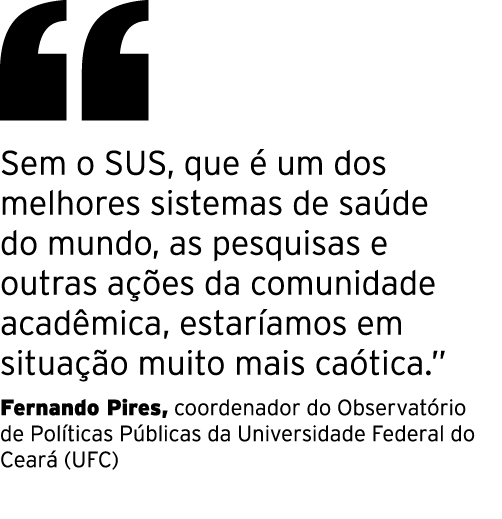 “
Sem o SUS, que é um dos
melhores sistemas de saúde
do mundo, as pesquisas e
outras ações da comunidade
acadêmica, estaríamos em
situação muito mais caótica.”
Fernando Pires, coordenador do Observatório
de Políticas Públicas da Universidade Federal do
Ceará (UFC)